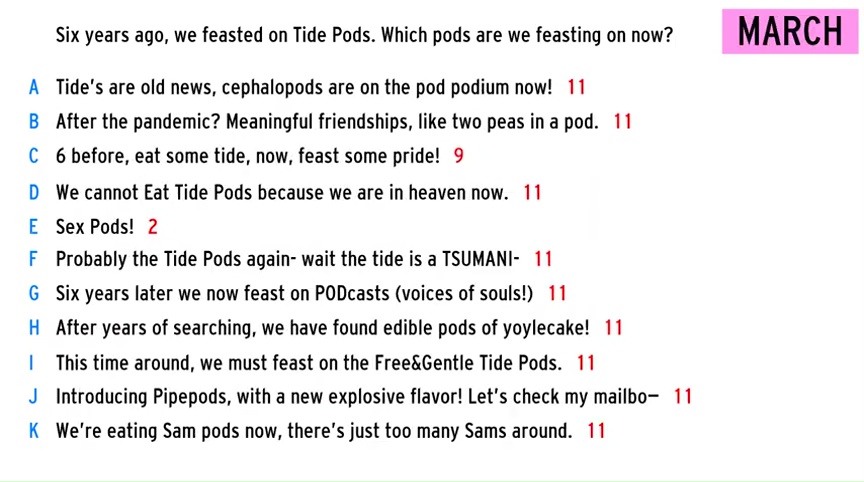 Six years ago, we feasted on Tide Pods. Which pods are we feasting on now?
MARCH
A Tide's are old news, cephalopods are on the pod podium now! 11
B After the pandemic? Meaningful friendships, like two peas in a pod. 11
C 6 before, eat some tide, now, feast some pride! 9
D We cannot Eat Tide Pods because we are in heaven now. 11
E Sex Pods! 2
F Probably the Tide Pods again- wait the tide is a TSUMANI- 11
G Six years later we now feast on PODcasts (voices of souls!) 11
H After years of searching, we have found edible pods of yoylecake! 11
I This time around, we must feast on the Free&Gentle Tide Pods. 11
J Introducing Pipepods, with a new explosive flavor! Let's check my mailbo— 11
K We're eating Sam pods now, there's just too many Sams around. 11